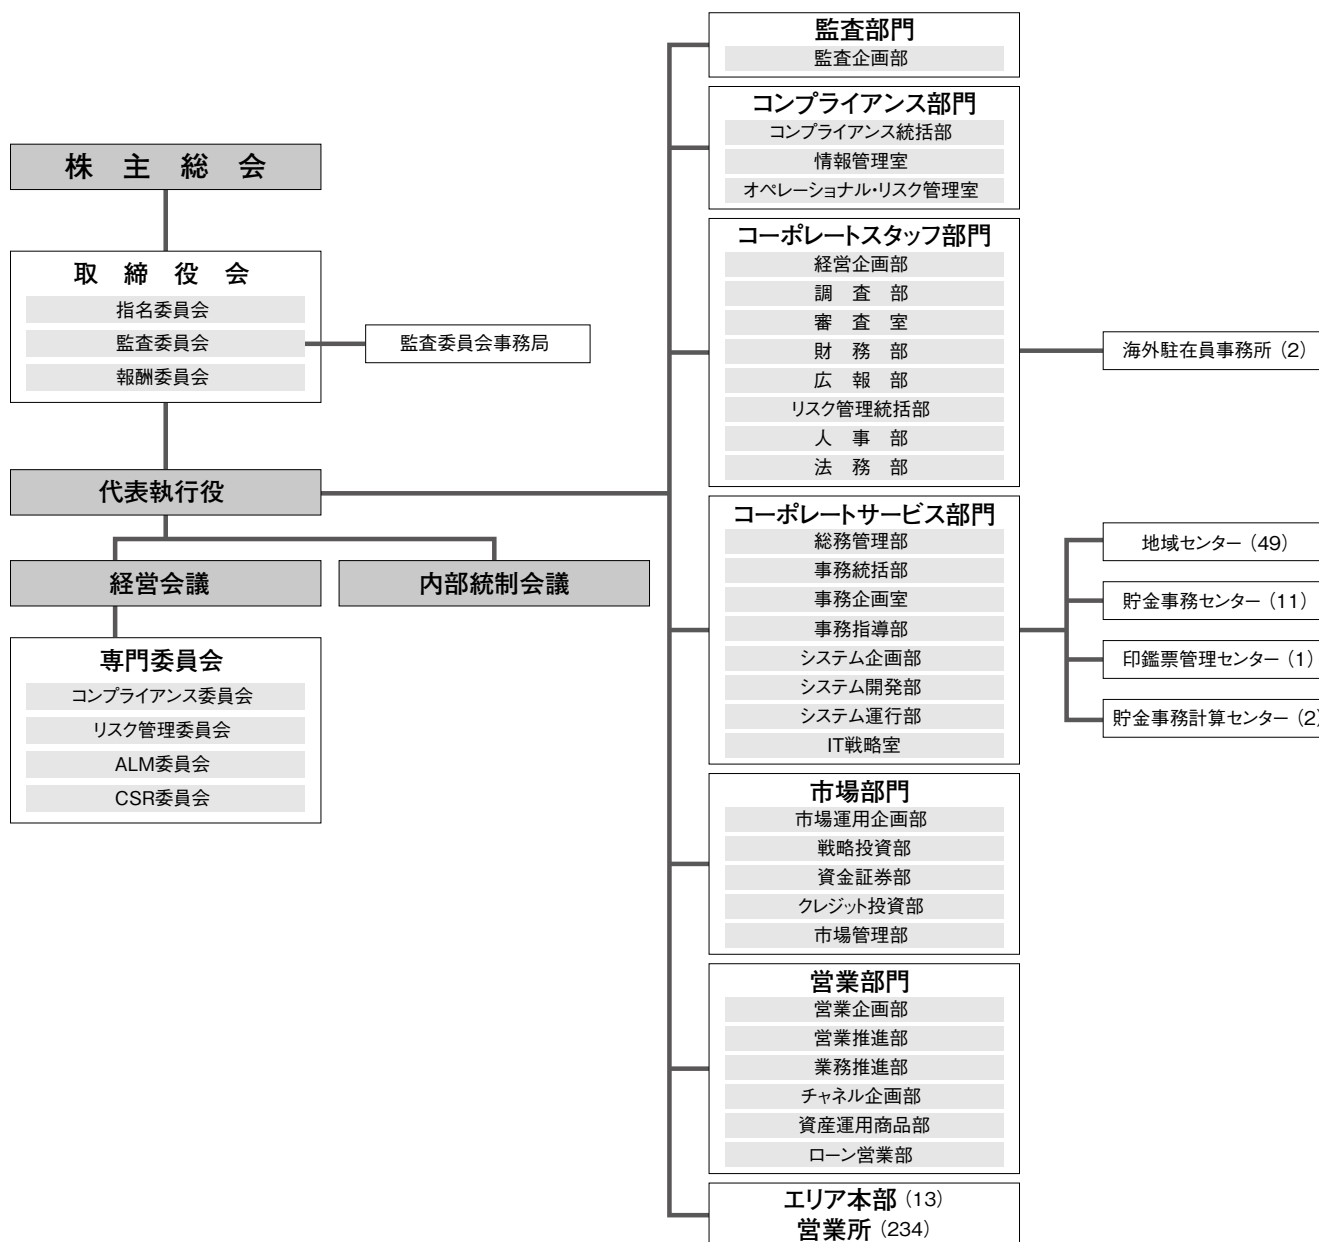 株 主 総 会
取 締 役 会
指名委員会
監査委員会
報酬委員会
監査委員会事務局
代表執行役
経営会議
内部統制会議
専門委員会
コンプライアンス委員会
リスク管理委員会
ALM委員会
CSR委員会
監査部門
監査企画部
コンプライアンス部門
コンプライアンス統括部
情報管理室
オペレーショナル・リスク管理室
コーポレートスタッフ部門
経営企画部
調 査 部
審 査 室
財 務 部
広 報 部
リスク管理統括部
人 事 部
法 務 部
海外駐在員事務所 (2)
コーポレートサービス部門
総務管理部
事務統括部
事務企画室
事務指導部
システム企画部
システム開発部
システム運行部
IT戦略室
地域センター (49)
貯金事務センター (11)
印鑑票管理センター (1)
貯金事務計算センター (2)
市場部門
市場運用企画部
戦略投資部
資金証券部
クレジット投資部
市場管理部
営業部門
営業企画部
営業推進部
業務推進部
チャネル企画部
資産運用商品部
ローン営業部
エリア本部 (13)
営業所 (234)